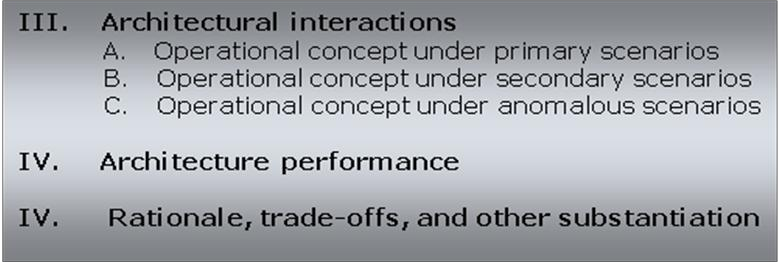 III. Architectural interactions
A. Operational concept under primary scenarios
B. Operational concept under secondary scenarios
C. Operational concept under anomalous scenarios
IV. Architecture performance
IV. Rationale, trade-offs, and other substantiation